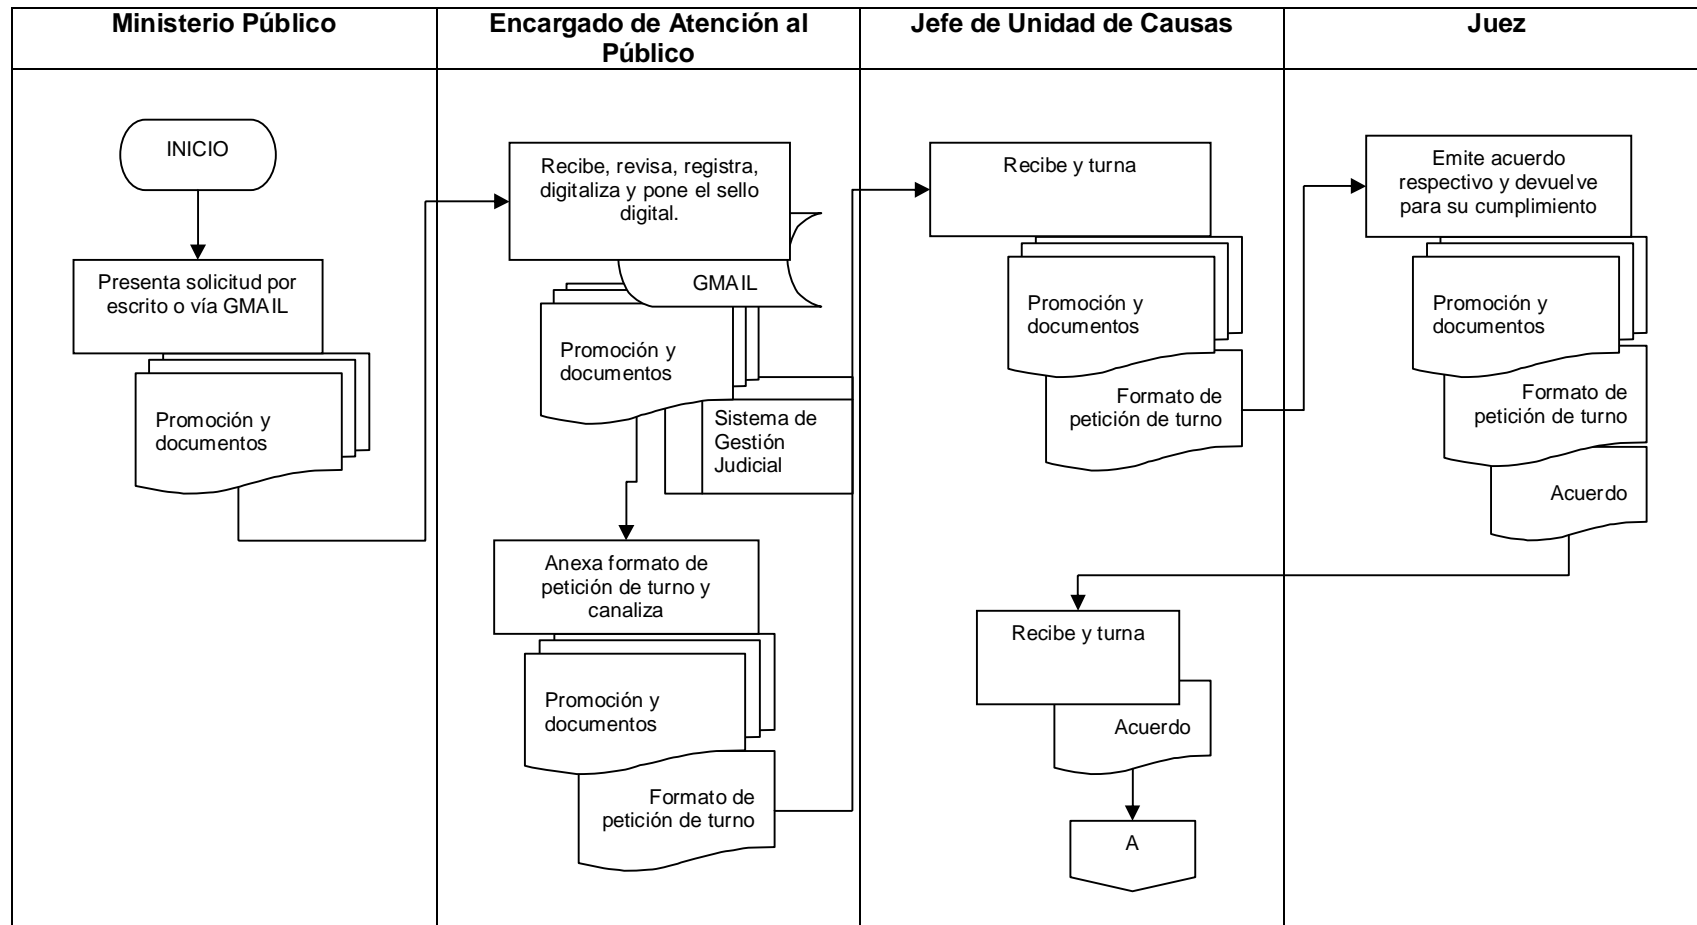 Ministerio Público
Encargado de Atención al
Público
Jefe de Unidad de Causas
Juez
INICIO
Presenta solicitud por
escrito o vía GMAIL
Promoción y
documentos
Recibe, revisa, registra,
digitaliza y pone el sello
digital.
GMAIL
Promoción y
documentos
Sistema de
Gestión
Judicial
Anexa formato de
petición de turno y
canaliza
Promoción y
documentos
Formato de
petición de turno
Recibe y turna
Promoción y
documentos
Formato de
petición de turno
Emite acuerdo
respectivo y devuelve
para su cumplimiento
Promoción y
documentos
Formato de
petición de turno
Acuerdo
Recibe y turna
Acuerdo
A